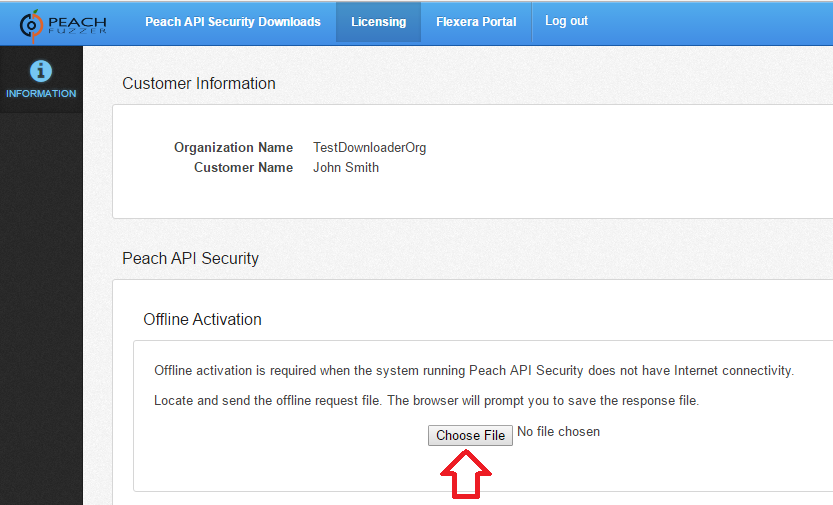 PEACH
FUZZER
Peach API Security Downloads
Licensing
Flexera Portal
Log out
INFORMATION
Customer Information
Organization Name TestDownloaderOrg
Customer Name John Smith
Peach API Security
Offline Activation
Offline activation is required when the system running Peach API Security does not have Internet connectivity.
Locate and send the offline request file. The browser will prompt you to save the response file.
Choose File No file chosen